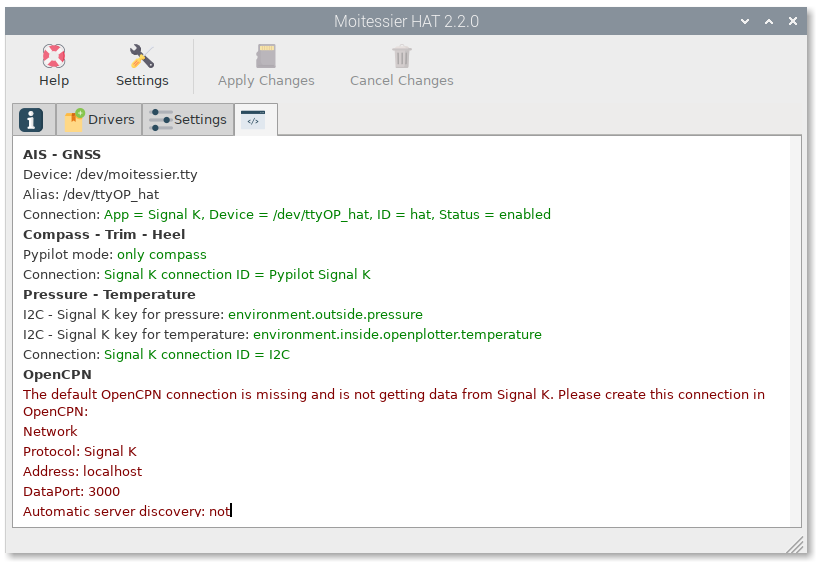 Moitessier HAT 2.2.0
Help
Settings
Apply Changes
Cancel Changes
Drivers
Settings
</>
AIS - GNSS
Device: /dev/moitessier.tty
Alias: /dev/ttyOP_hat
Connection: App = Signal K, Device = /dev/ttyOP_hat, ID = hat, Status = enabled
Compass - Trim - Heel
Pypilot mode: only compass
Connection: Signal K connection ID = Pypilot Signal K
Pressure - Temperature
I2C - Signal K key for pressure: environment.outside.pressure
I2C - Signal K key for temperature: environment.inside.openplotter.temperature
Connection: Signal K connection ID = I2C
OpenCPN
The default OpenCPN connection is missing and is not getting data from Signal K. Please create this connection in
OpenCPN:
Network
Protocol: Signal K
Address: localhost
DataPort: 3000
Automatic server discovery: not